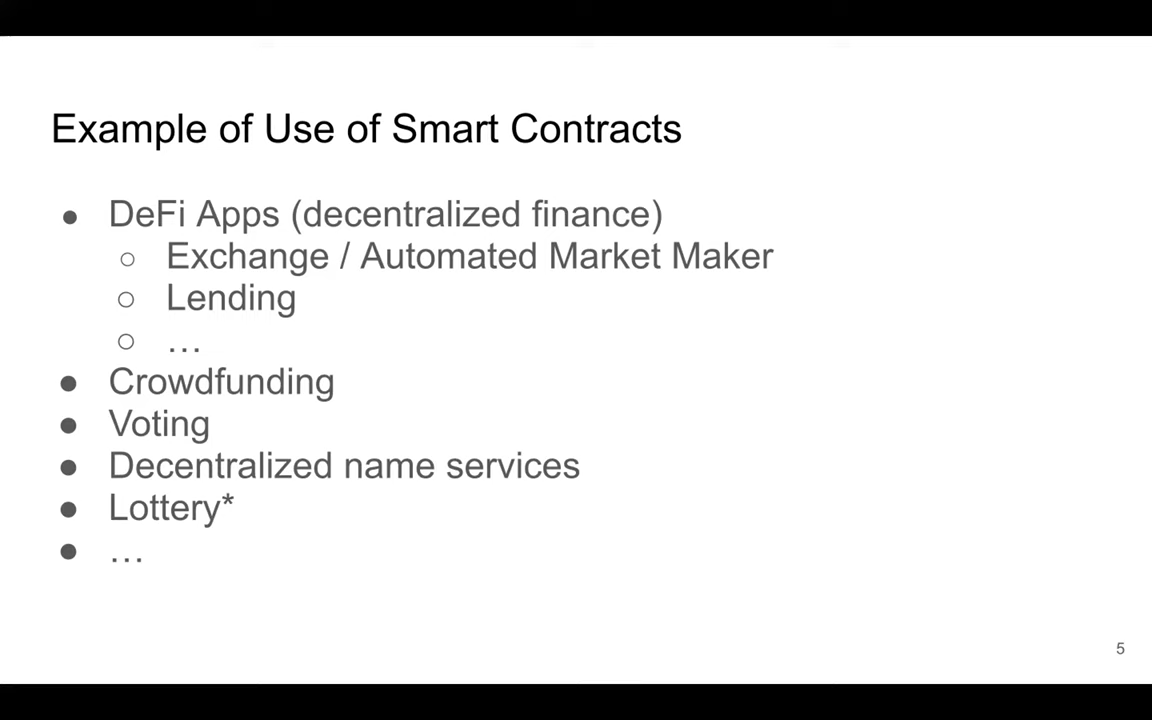 Example of Use of Smart Contracts
● DeFi Apps (decentralized finance)
○ Exchange / Automated Market Maker
○ Lending
○ …
● Crowdfunding
● Voting
● Decentralized name services
● Lottery*
● …
5